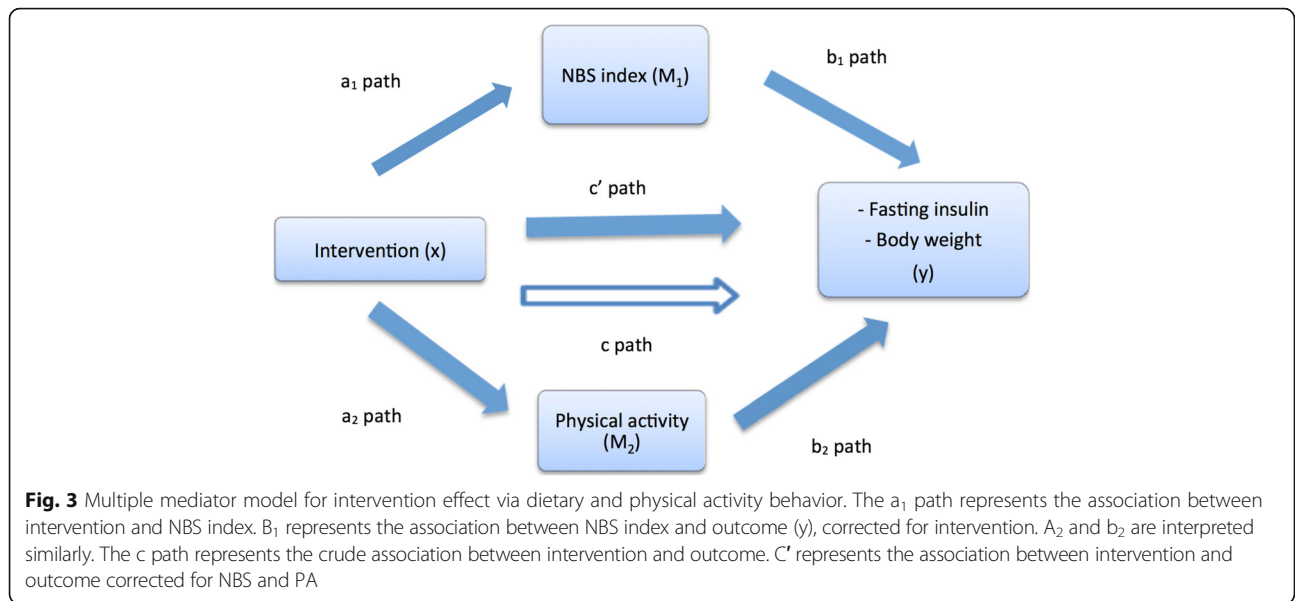 NBS index (M₁)
b₁ path
a₁ path
c’ path
- Fasting insulin
- Body weight
(y)
Intervention (x)
c path
a₂ path
Physical activity
(M₂)
b₂ path
Fig. 3 Multiple mediator model for intervention effect via dietary and physical activity behavior. The a₁ path represents the association between
intervention and NBS index. B₁ represents the association between NBS index and outcome (y), corrected for intervention. A₂ and b₂ are interpreted
similarly. The c path represents the crude association between intervention and outcome. C′ represents the association between intervention and
outcome corrected for NBS and PA